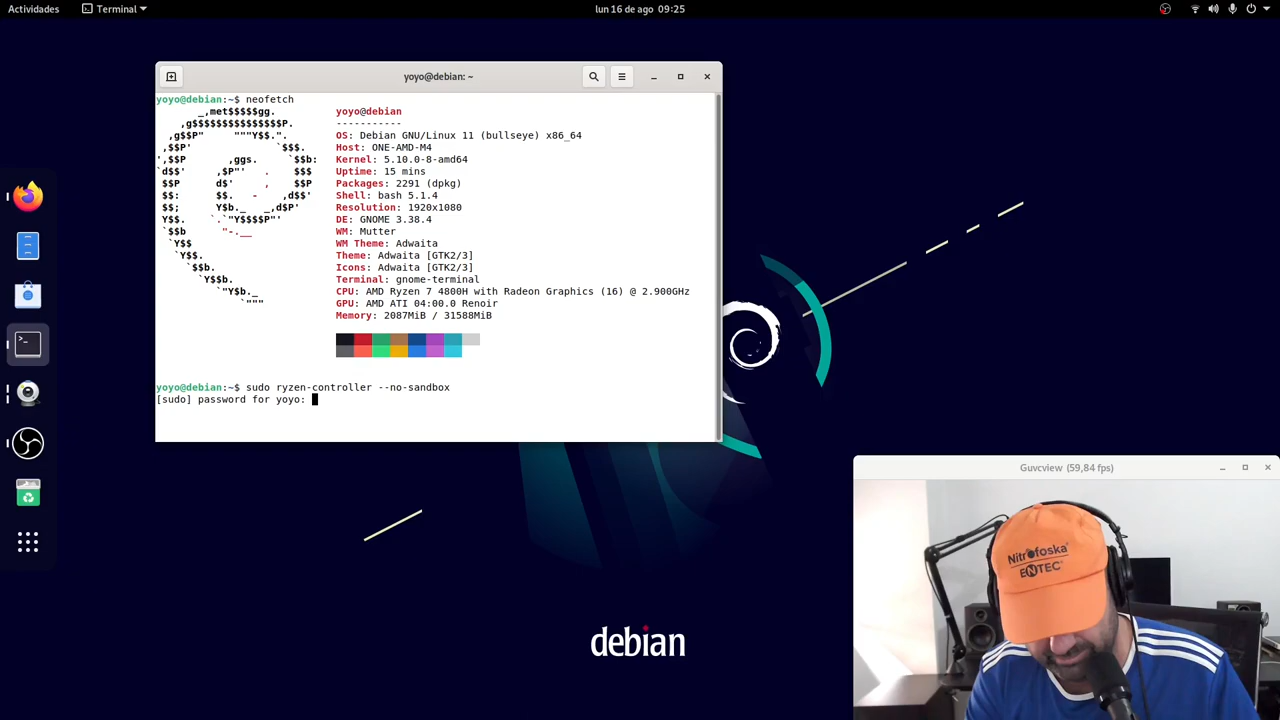 Actividades
Terminal
lun 16 de ago 09:25
yoyo@debian: ~
yoyo@debian:~$ neofetch
       _,met$$$$$gg.
    ,g$$$$$$$$$$$$$$$P.
  ,g$$P"     """Y$$.".
 ,$$P'              `$$$.
',$$P       ,ggs.     `$$b:
`d$$'     ,$P"'   .    $$$
 $$P      d$'     ,    $$P
 $$:      $$.   -    ,d$$'
 $$;      Y$b._   _,d$P'
 Y$$.    `.`"Y$$$$P"'
 `$$b      "-.__
  `Y$$
   `Y$$.
     `$$b.
       `Y$$b.
          `"Y$b._
              `"""
yoyo@debian
-----------
OS: Debian GNU/Linux 11 (bullseye) x86_64
Host: ONE-AMD-M4
Kernel: 5.10.0-8-amd64
Uptime: 15 mins
Packages: 2291 (dpkg)
Shell: bash 5.1.4
Resolution: 1920x1080
DE: GNOME 3.38.4
WM: Mutter
WM Theme: Adwaita
Theme: Adwaita [GTK2/3]
Icons: Adwaita [GTK2/3]
Terminal: gnome-terminal
CPU: AMD Ryzen 7 4800H with Radeon Graphics (16) @ 2.900GHz
GPU: AMD ATI 04:00.0 Renoir
Memory: 2087MiB / 31588MiB
yoyo@debian:~$ sudo ryzen-controller --no-sandbox
[sudo] password for yoyo:
debian
Guvcview (59,84 fps)
Nitrofoska
ENTEC